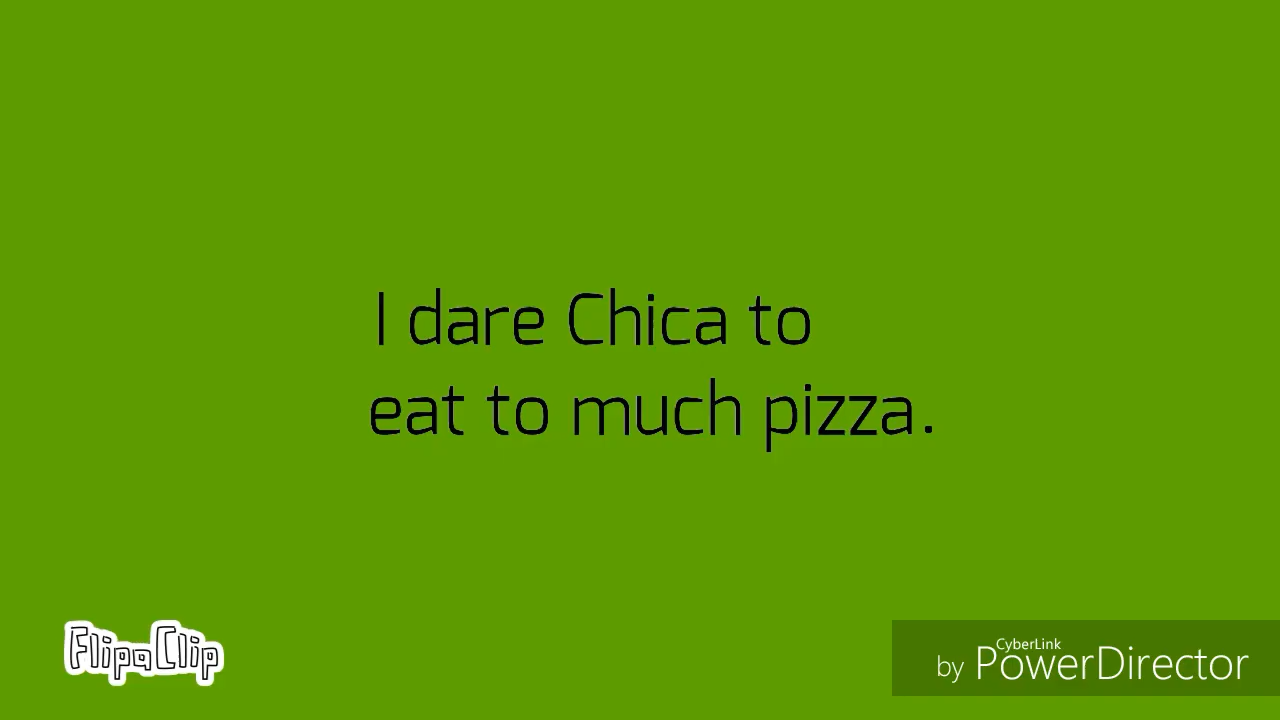 I dare Chica to
eat to much pizza.
FlipaClip
CyberLink
by PowerDirector